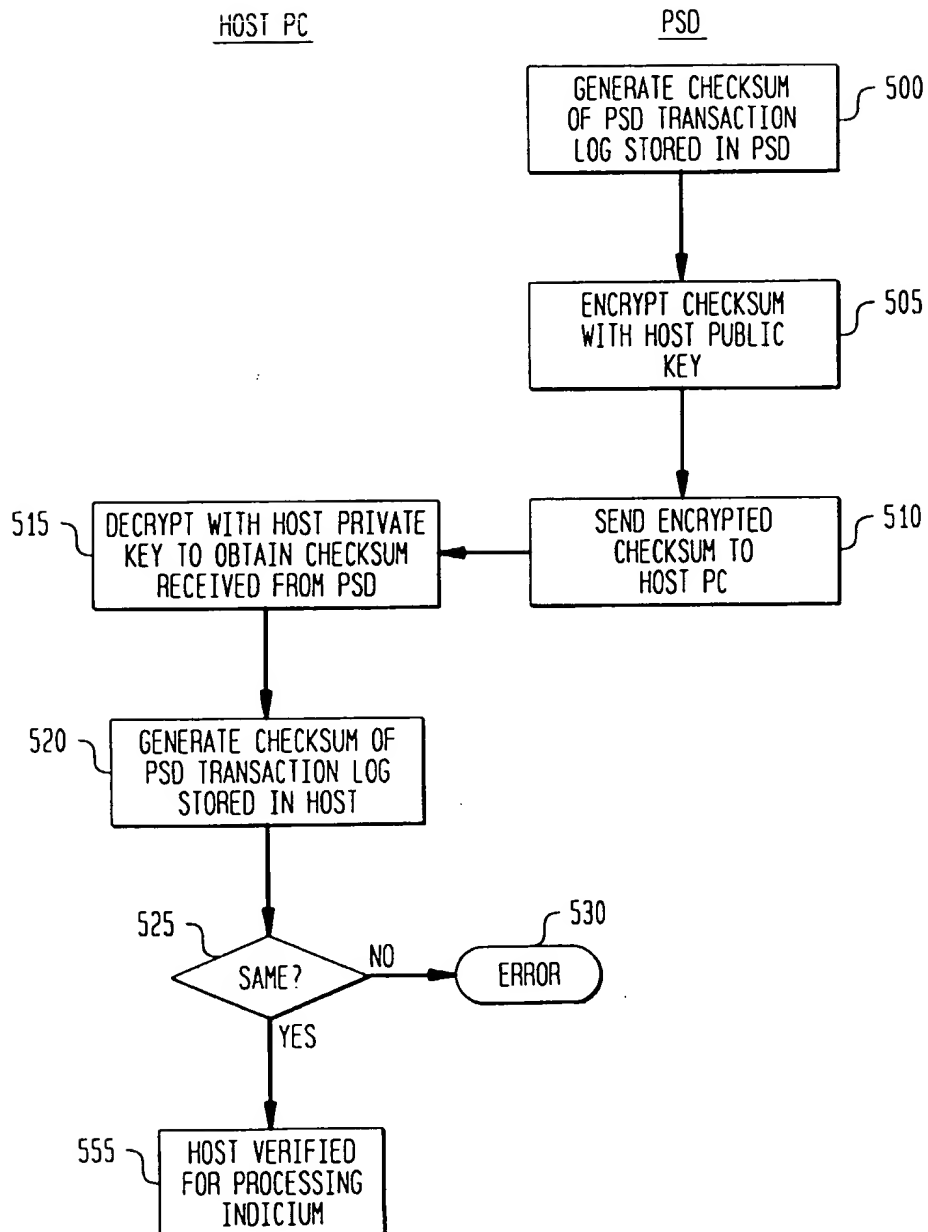 HOST PC
PSD
GENERATE CHECKSUM
OF PSD TRANSACTION
LOG STORED IN PSD
500
ENCRYPT CHECKSUM
WITH HOST PUBLIC
KEY
505
SEND ENCRYPTED
CHECKSUM TO
HOST PC
510
515
DECRYPT WITH HOST PRIVATE
KEY TO OBTAIN CHECKSUM
RECEIVED FROM PSD
520
GENERATE CHECKSUM OF
PSD TRANSACTION LOG
STORED IN HOST
525
SAME?
NO
530
ERROR
YES
555
HOST VERIFIED
FOR PROCESSING
INDICIUM